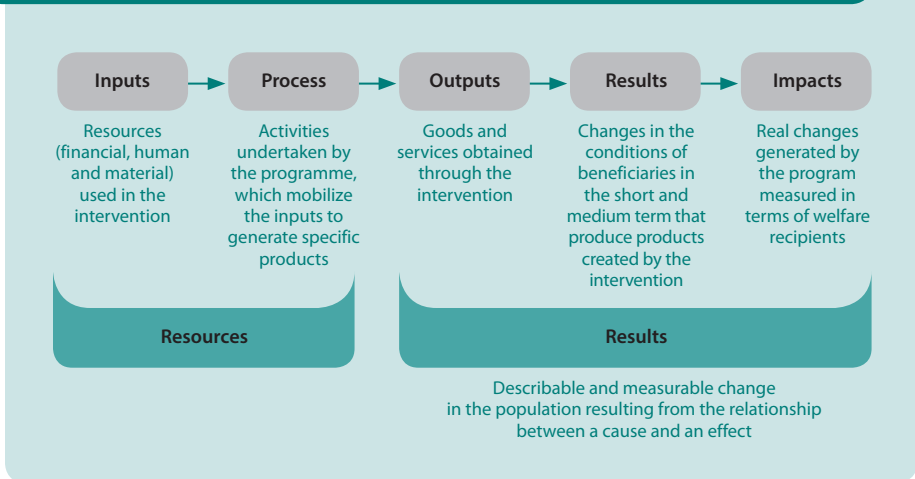 Inputs
Process
Outputs
Results
Impacts
Resources
(financial, human
and material)
used in the
intervention
Activities
undertaken by
the programme,
which mobilize
the inputs to
generate specific
products
Goods and
services obtained
through the
intervention
Changes in the
conditions of
beneficiaries in
the short and
medium term that
produce products
created by the
intervention
Real changes
generated by
the program
measured in
terms of welfare
recipients
Resources
Results
Describable and measurable change
in the population resulting from the relationship
between a cause and an effect